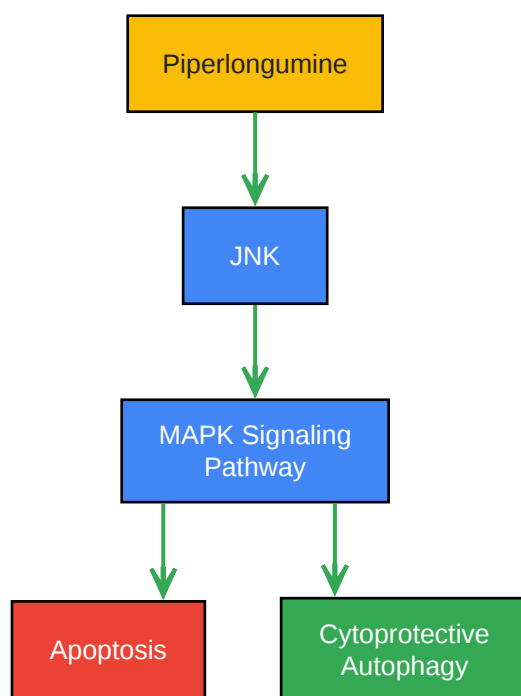 Piperlongumine
JNK
MAPK Signaling
Pathway
Apoptosis
Cytoprotective
Autophagy